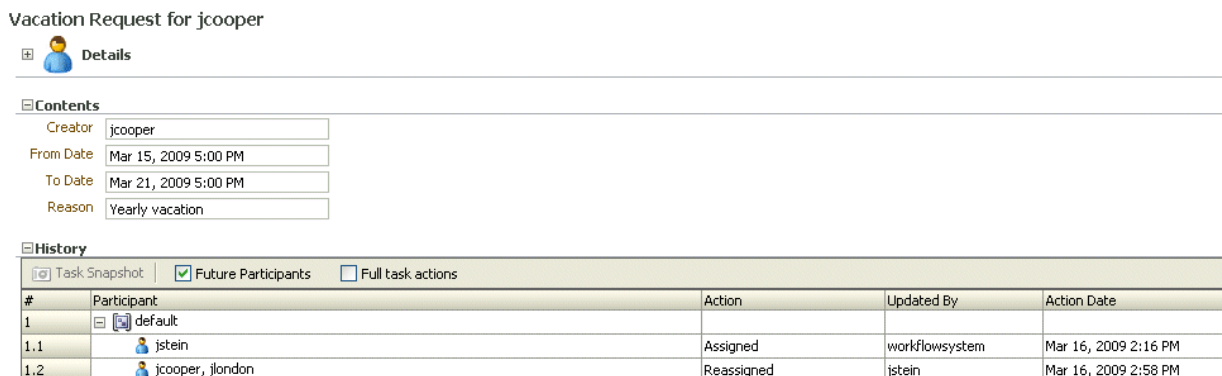 Vacation Request for jcooper
Details
Contents
Creator jcooper
From Date Mar 15, 2009 5:00 PM
To Date Mar 21, 2009 5:00 PM
Reason Yearly vacation
History
Task Snapshot Future Participants Full task actions
# Participant Action Updated By Action Date
1 default
1.1 jstein Assigned workflowsystem Mar 16, 2009 2:16 PM
1.2 jcooper, jlondon Reassigned jstein Mar 16, 2009 2:58 PM